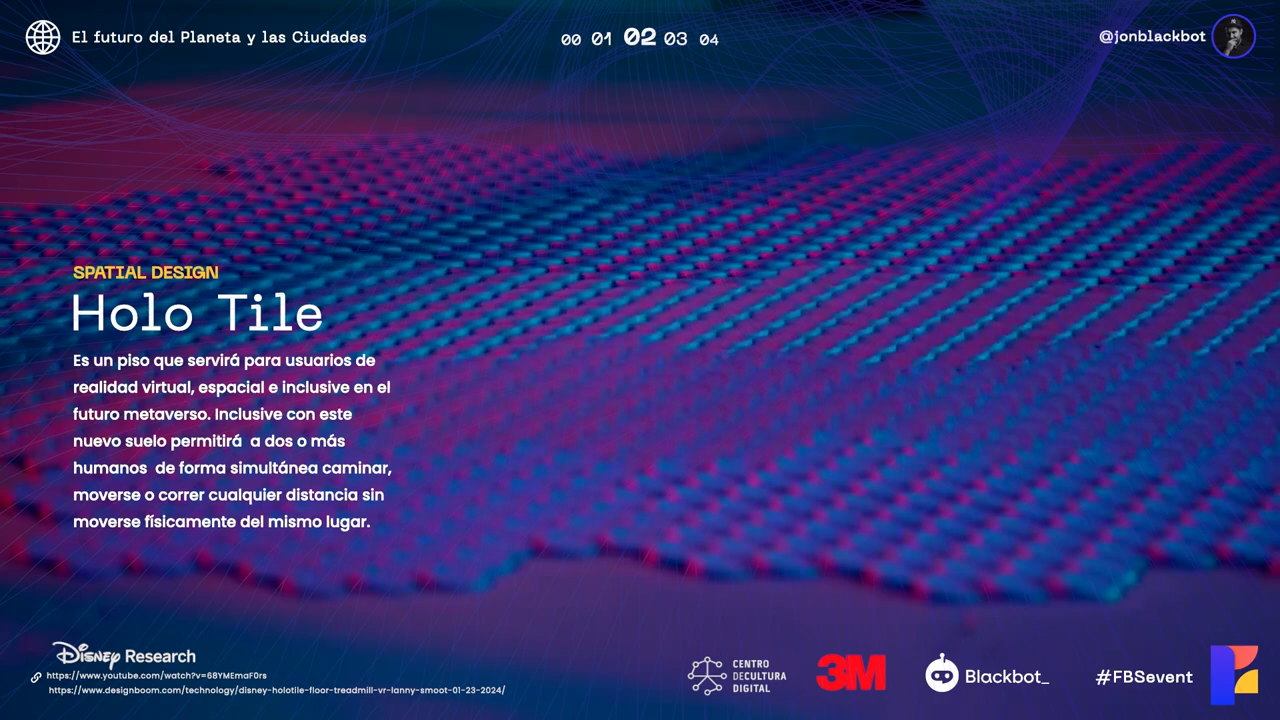 El futuro del Planeta y las Ciudades
00 01 02 03 04
@jonblackbot
SPATIAL DESIGN
Holo Tile
Es un piso que servirá para usuarios de
realidad virtual, espacial e inclusive en el
futuro metaverso. Inclusive con este
nuevo suelo permitirá a dos o más
humanos de forma simultánea caminar,
moverse o correr cualquier distancia sin
moverse físicamente del mismo lugar.
Disney Research
https://www.youtube.com/watch?v=68YMEmaF0rs
https://www.designboom.com/technology/disney-holotile-floor-treadmill-vr-lanny-smoot-01-23-2024/
CENTRO
DECULTURA
DIGITAL
3M
Blackbot_
#FBSevent